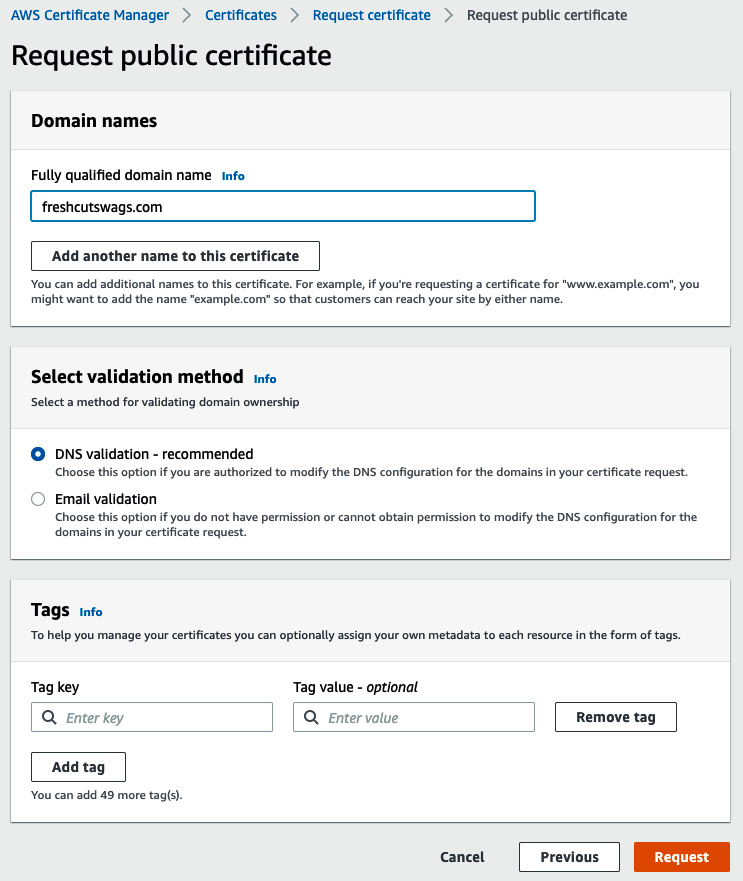 AWS Certificate Manager > Certificates > Request certificate > Request public certificate
Request public certificate
Domain names
Fully qualified domain name Info
freshcutswags.com
Add another name to this certificate
You can add additional names to this certificate. For example, if you're requesting a certificate for "www.example.com", you
might want to add the name "example.com" so that customers can reach your site by either name.
Select validation method Info
Select a method for validating domain ownership
DNS validation - recommended
Choose this option if you are authorized to modify the DNS configuration for the domains in your certificate request.
Email validation
Choose this option if you do not have permission or cannot obtain permission to modify the DNS configuration for the
domains in your certificate request.
Tags Info
To help you manage your certificates you can optionally assign your own metadata to each resource in the form of tags.
Tag key Tag value - optional
Enter key Enter value Remove tag
Add tag
You can add 49 more tag(s).
Cancel Previous Request